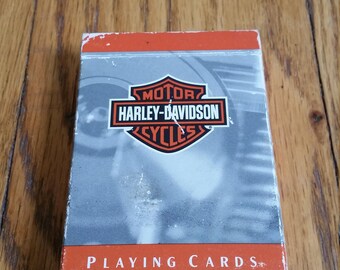 MOTOR
HARLEY-DAVIDSON
CYCLES
PLAYING CARDS